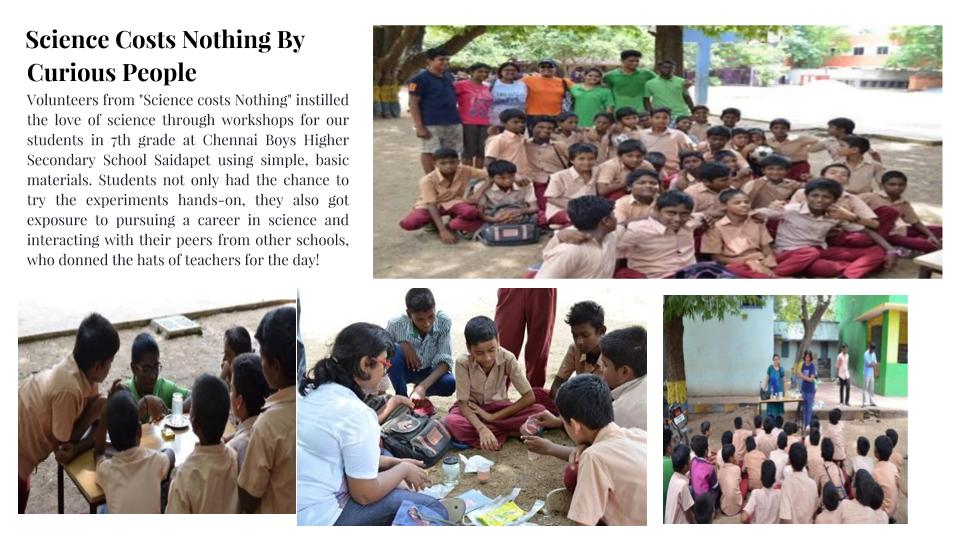 Science Costs Nothing By
Curious People
Volunteers from "Science costs Nothing" instilled
the love of science through workshops for our
students in 7th grade at Chennai Boys Higher
Secondary School Saidapet using simple, basic
materials. Students not only had the chance to
try the experiments hands-on, they also got
exposure to pursuing a career in science and
interacting with their peers from other schools,
who donned the hats of teachers for the day!